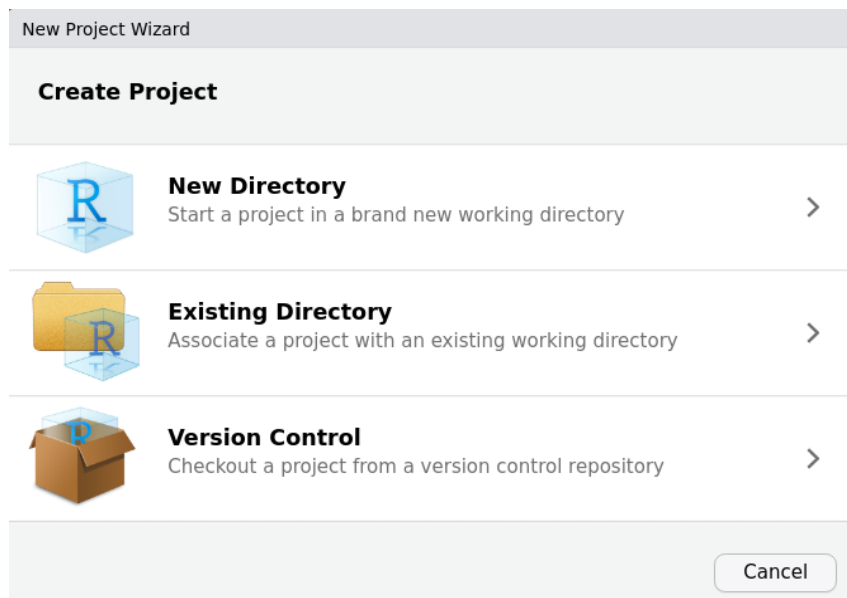 New Project Wizard
Create Project
New Directory
Start a project in a brand new working directory
Existing Directory
Associate a project with an existing working directory
Version Control
Checkout a project from a version control repository
Cancel